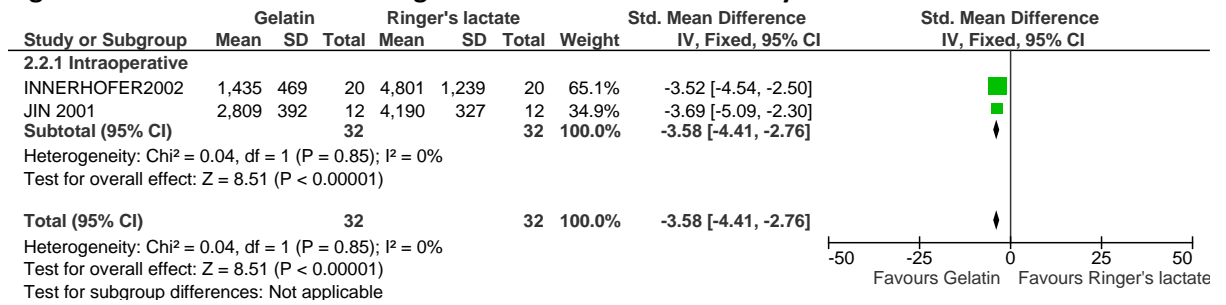 Gelatin Ringer's lactate Std. Mean Difference Std. Mean Difference
Study or Subgroup Mean SD Total Mean SD Total Weight IV, Fixed, 95% CI IV, Fixed, 95% CI
2.2.1 Intraoperative
INNERHOFER2002 1,435 469 20 4,801 1,239 20 65.1% -3.52 [-4.54, -2.50]
JIN 2001 2,809 392 12 4,190 327 12 34.9% -3.69 [-5.09, -2.30]
Subtotal (95% CI) 32 32 100.0% -3.58 [-4.41, -2.76]
Heterogeneity: Chi² = 0.04, df = 1 (P = 0.85); I² = 0%
Test for overall effect: Z = 8.51 (P < 0.00001)
Total (95% CI) 32 32 100.0% -3.58 [-4.41, -2.76]
Heterogeneity: Chi² = 0.04, df = 1 (P = 0.85); I² = 0%
Test for overall effect: Z = 8.51 (P < 0.00001)
Test for subgroup differences: Not applicable
-50 -25 0 25 50
Favours Gelatin Favours Ringer's lactate